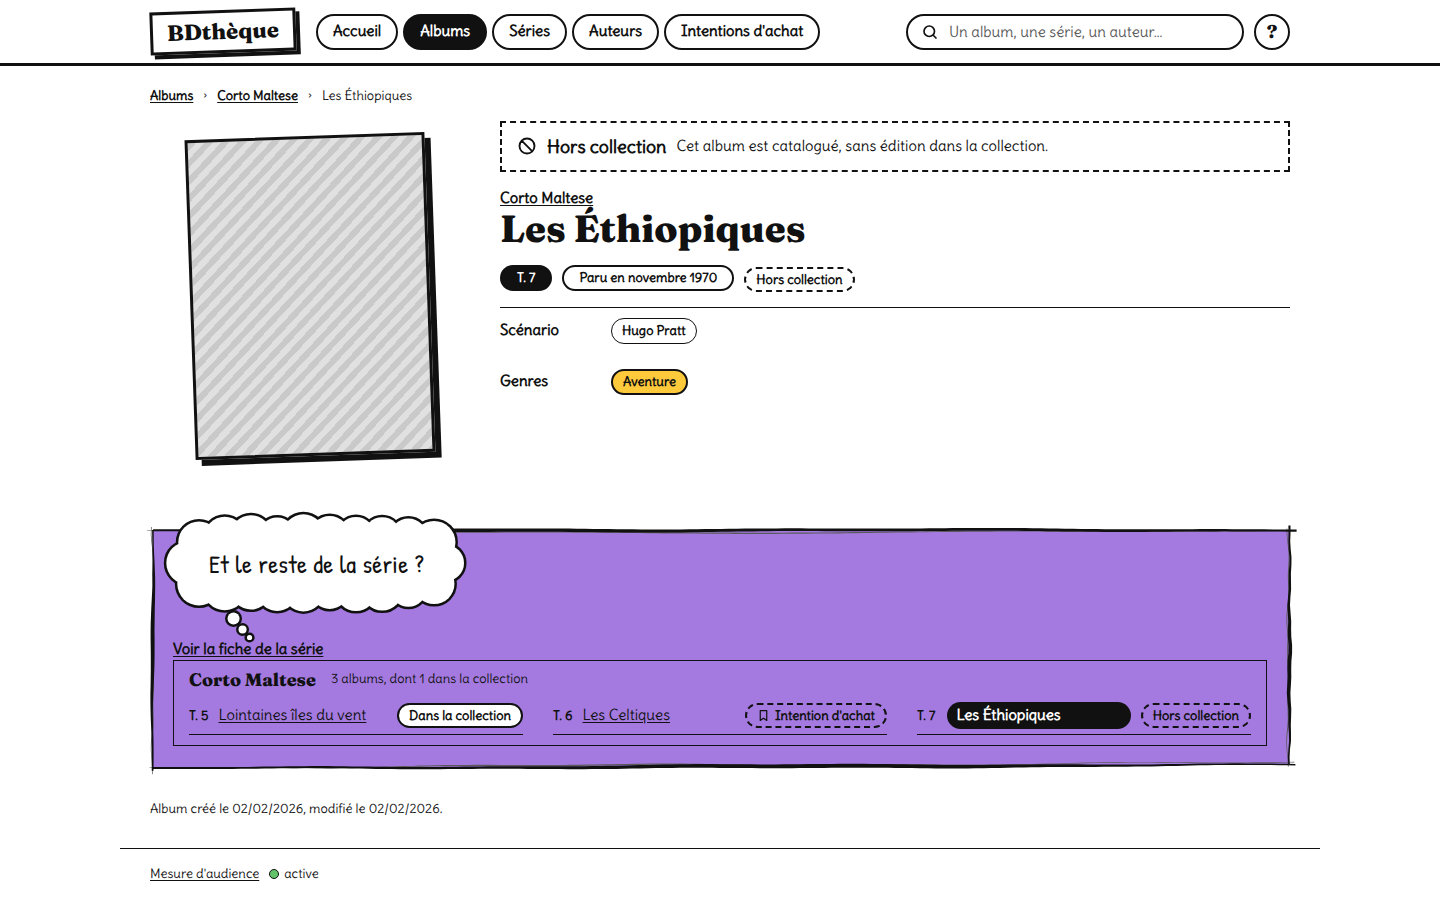 BDthèque
Accueil
Albums
Séries
Auteurs
Intentions d'achat
Un album, une série, un auteur...
?
Albums › Corto Maltese › Les Éthiopiques
Hors collection Cet album est catalogué, sans édition dans la collection.
Corto Maltese
Les Éthiopiques
T. 7
Paru en novembre 1970
Hors collection
Scénario
Hugo Pratt
Genres
Aventure
Et le reste de la série ?
Voir la fiche de la série
Corto Maltese 3 albums, dont 1 dans la collection
T. 5 Lointaines îles du vent Dans la collection
T. 6 Les Celtiques Intention d'achat
T. 7 Les Éthiopiques Hors collection
Album créé le 02/02/2026, modifié le 02/02/2026.
Mesure d'audience active